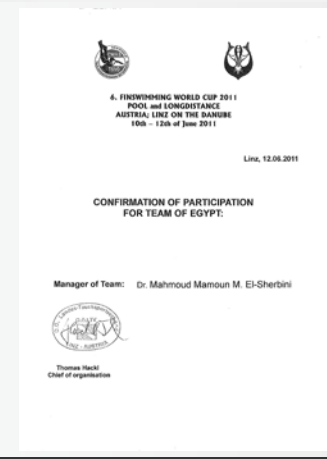 6. FINSWIMMING WORLD CUP 2011
POOL and LONGDISTANCE
AUSTRIA; LINZ ON THE DANUBE
10th – 12th of June 2011
Linz, 12.06.2011
CONFIRMATION OF PARTICIPATION
FOR TEAM OF EGYPT:
Manager of Team: Dr. Mahmoud Mamoun M. El-Sherbini
LINZ - AUSTRIA
Thomas Hackl
Chief of organisation